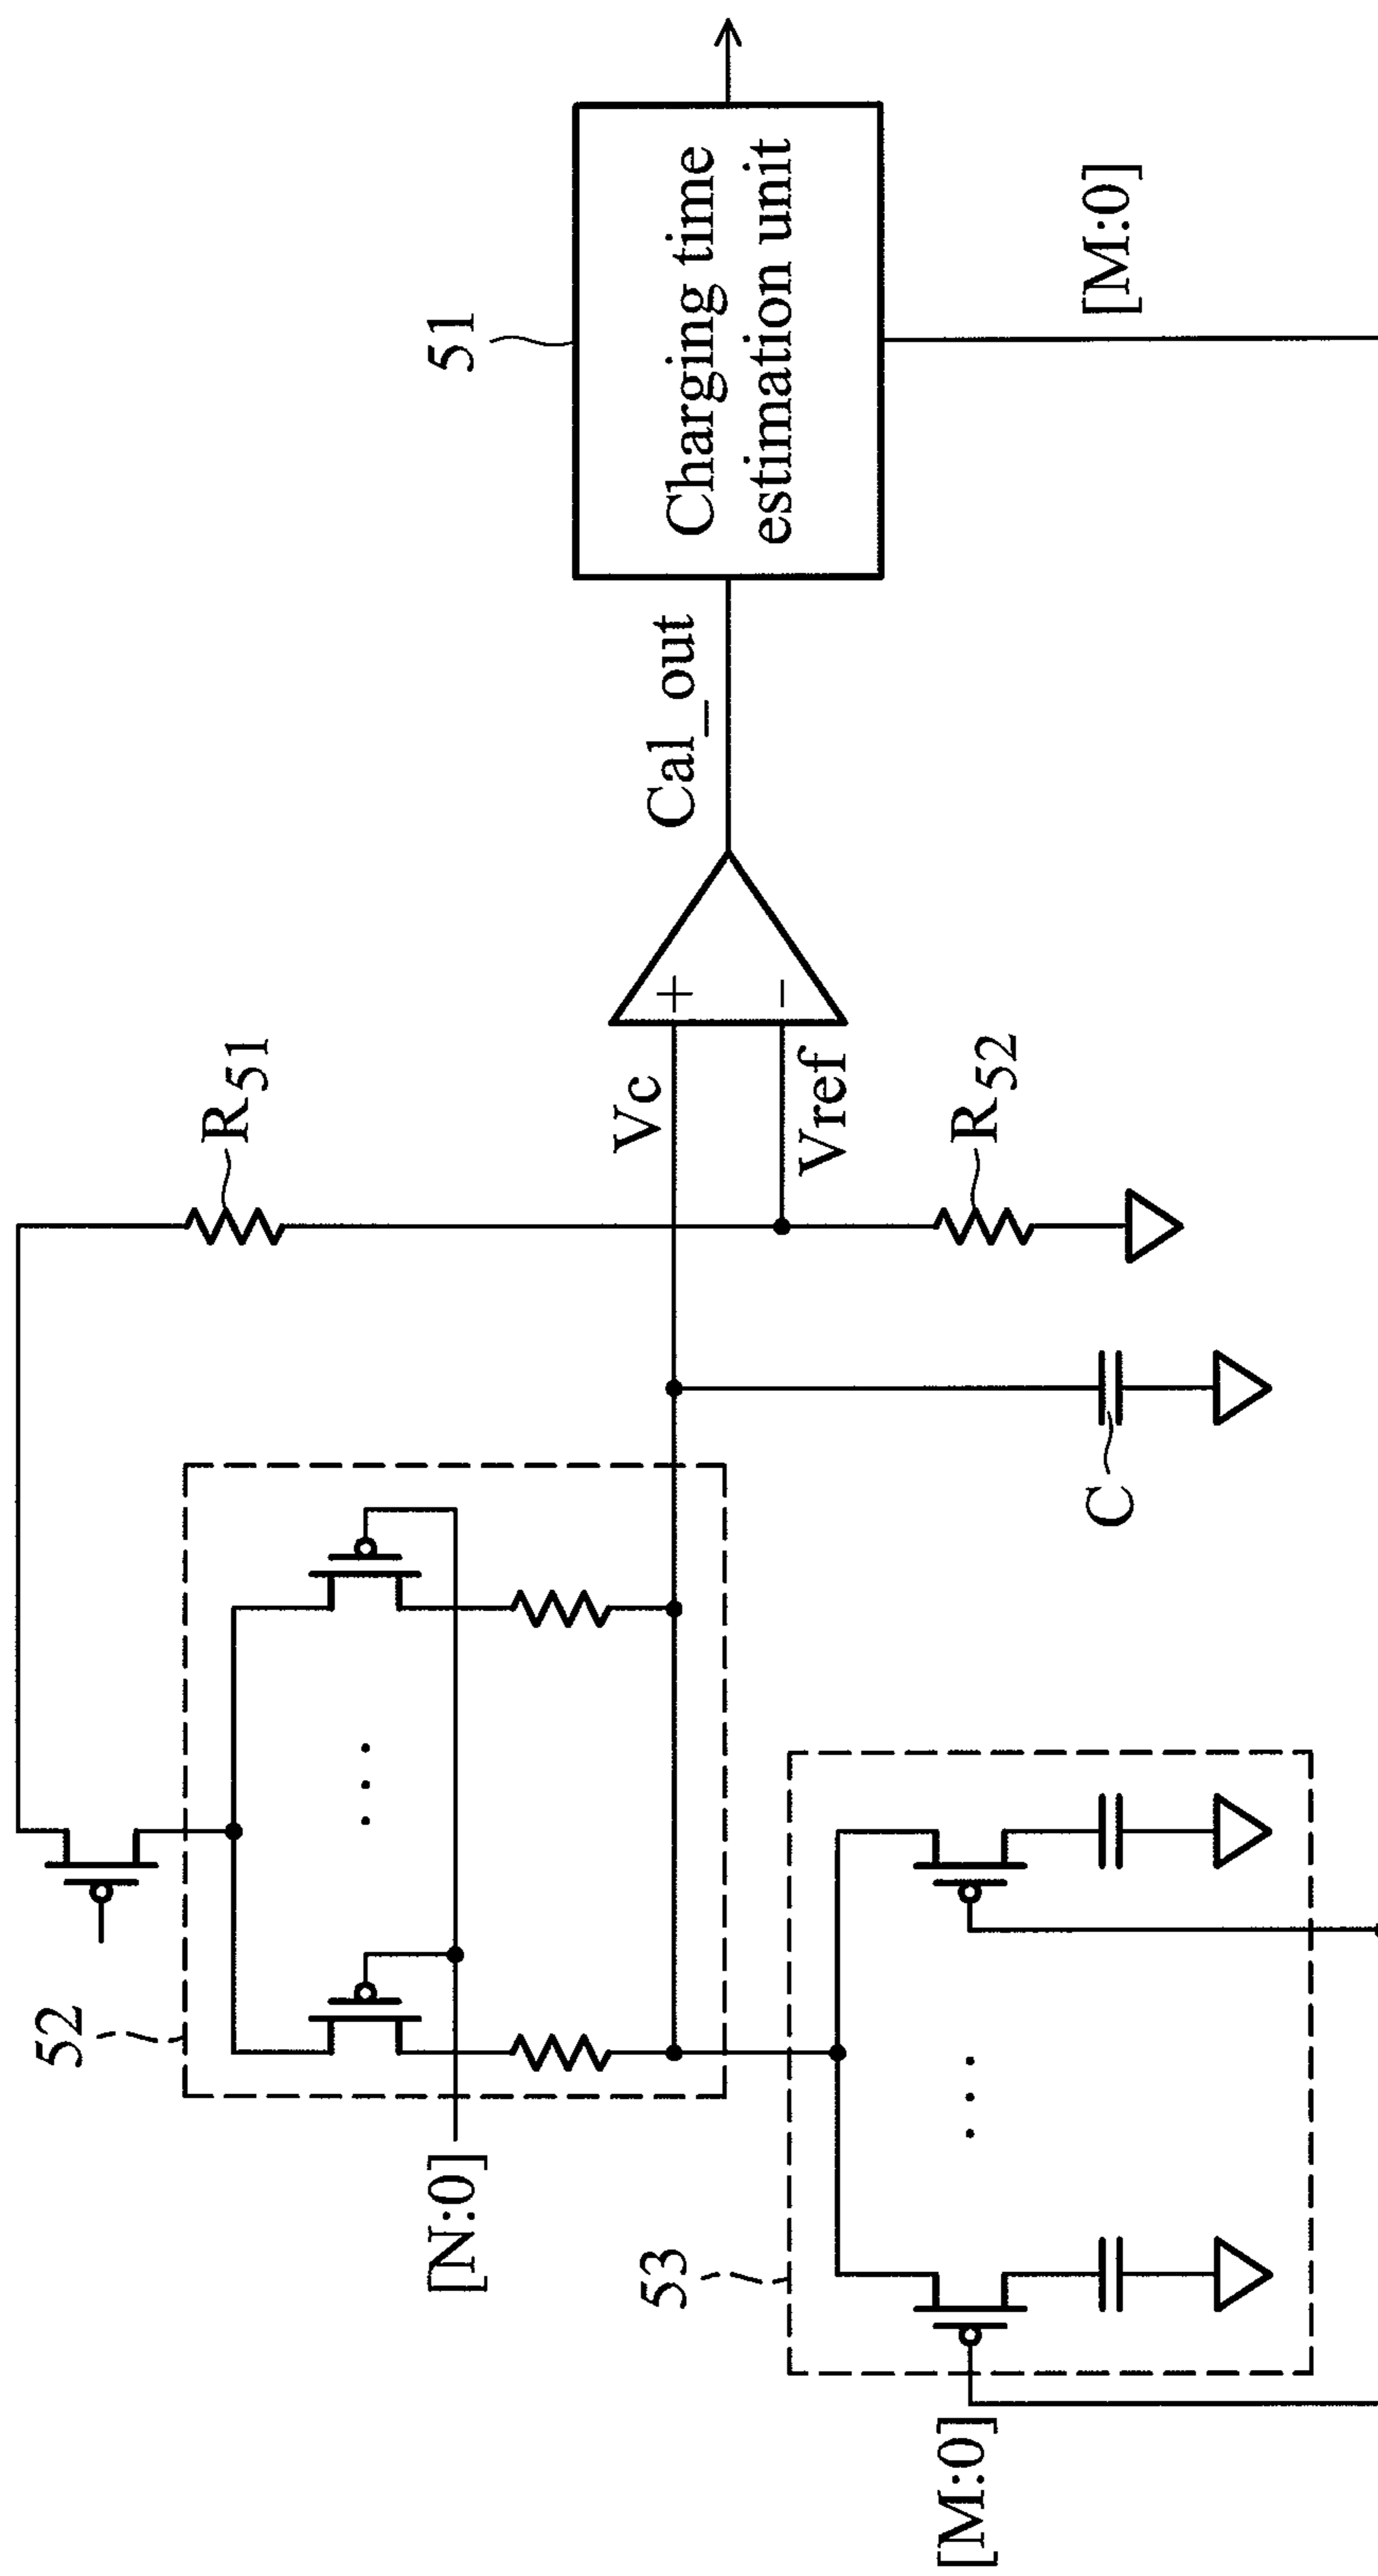 52
[N:0]
53
[M:0]
C
R51
Vc
Vref
R52
+
-
Cal_out
51
Charging time
estimation unit
[M:0]